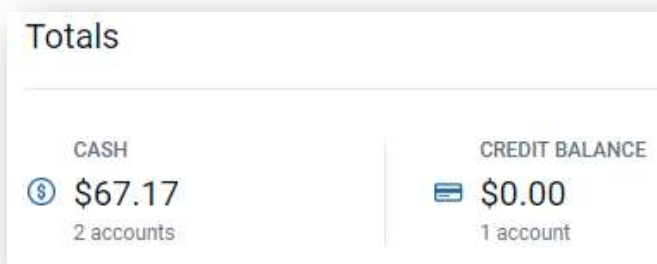 Totals
CASH
$67.17
2 accounts
CREDIT BALANCE
$0.00
1 account